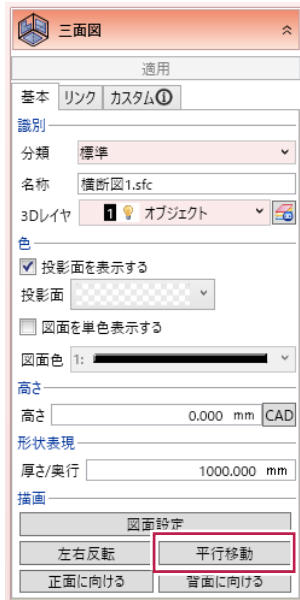 三面図
適用
基本 リンク カスタム
識別
分類 標準
名称 横断図1.sfc
3Dレイヤ 1 オブジェクト
色
投影面を表示する
投影面
図面を単色表示する
図面色 1:
高さ
高さ 0.000 mm CAD
形状表現
厚さ/奥行 1000.000 mm
描画
図面設定
左右反転 平行移動
正面に向ける 背面に向ける